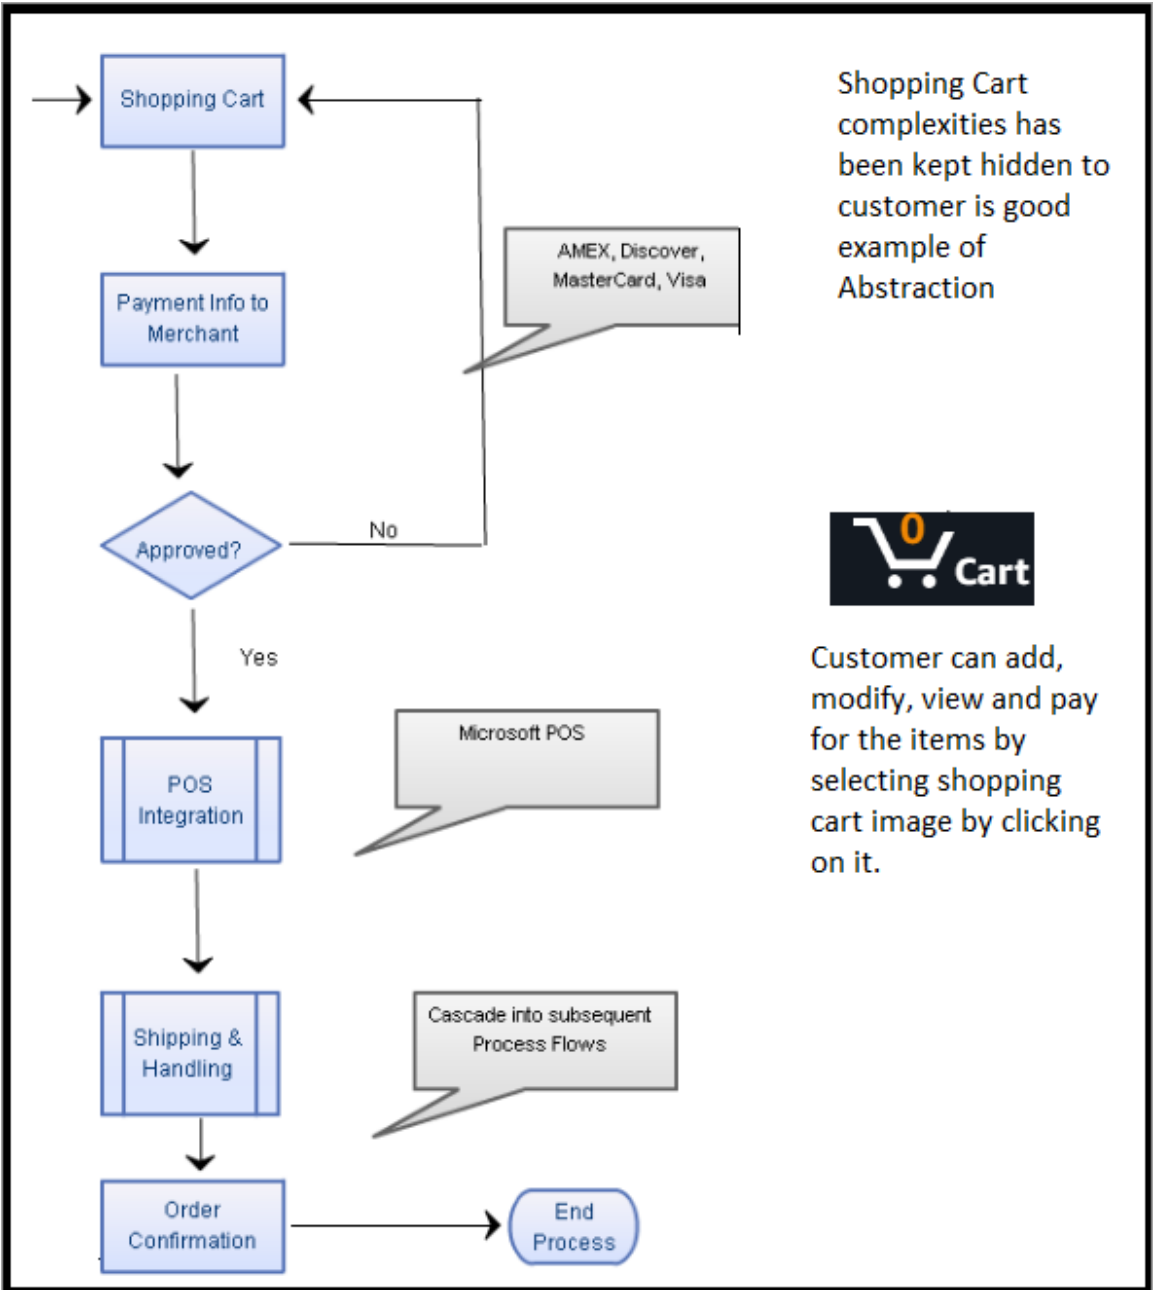 Shopping Cart
Shopping Cart
complexities has
been kept hidden to
customer is good
example of
Abstraction
AMEX, Discover,
MasterCard, Visa
Payment Info to
Merchant
Approved?
No
Yes
0
Cart
Customer can add,
modify, view and pay
for the items by
selecting shopping
cart image by clicking
on it.
Microsoft POS
POS
Integration
Cascade into subsequent
Process Flows
Shipping &
Handling
Order
Confirmation
End
Process